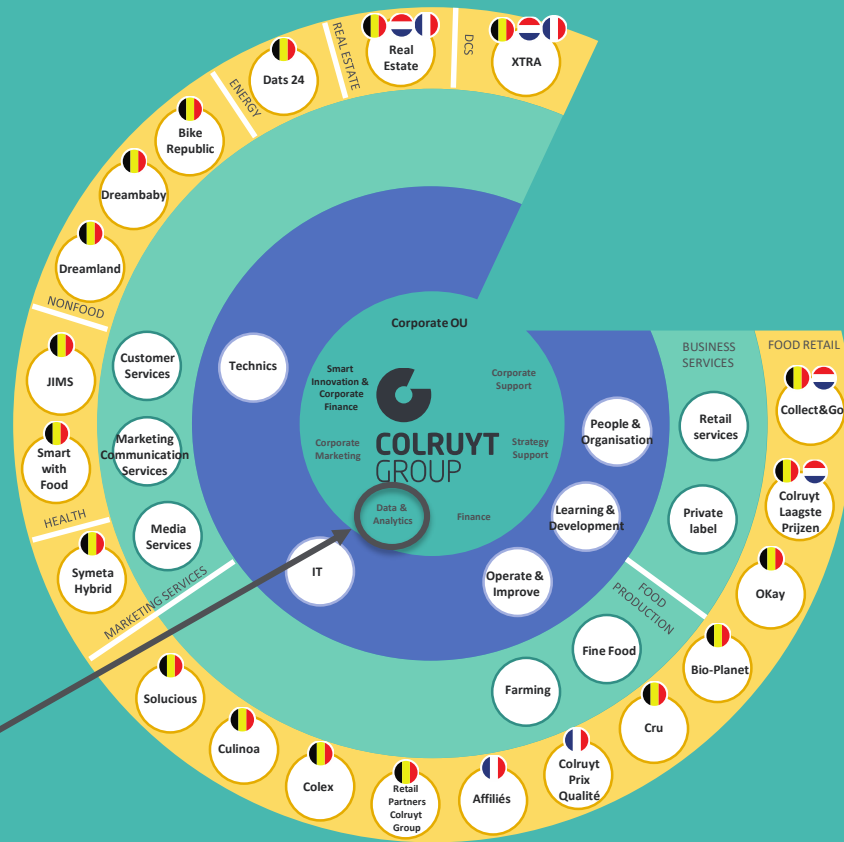 REAL ESTATE
DCS
Real
Estate
XTRA
ENERGY
Dats 24
Bike
Republic
Dreambaby
Dreamland
NONFOOD
JIMS
Smart
with
Food
HEALTH
Symeta
Hybrid
MARKETING SERVICES
Customer
Services
Marketing
Communication
Services
Media
Services
Technics
IT
Corporate OU
Smart
Innovation &
Corporate
Finance
Corporate
Support
Corporate
Marketing
COLRUYT
GROUP
Strategy
Support
Data &
Analytics
Finance
People &
Organisation
Learning &
Development
Operate &
Improve
BUSINESS
SERVICES
Retail
services
Private
label
FOOD
PRODUCTION
Fine Food
Farming
FOOD RETAIL
Collect&Go
Colruyt
Laagste
Prijzen
OKay
Bio-Planet
Cru
Colruyt
Prix
Qualité
Affiliés
Retail
Partners
Colruyt
Group
Colex
Culinoa
Solucious